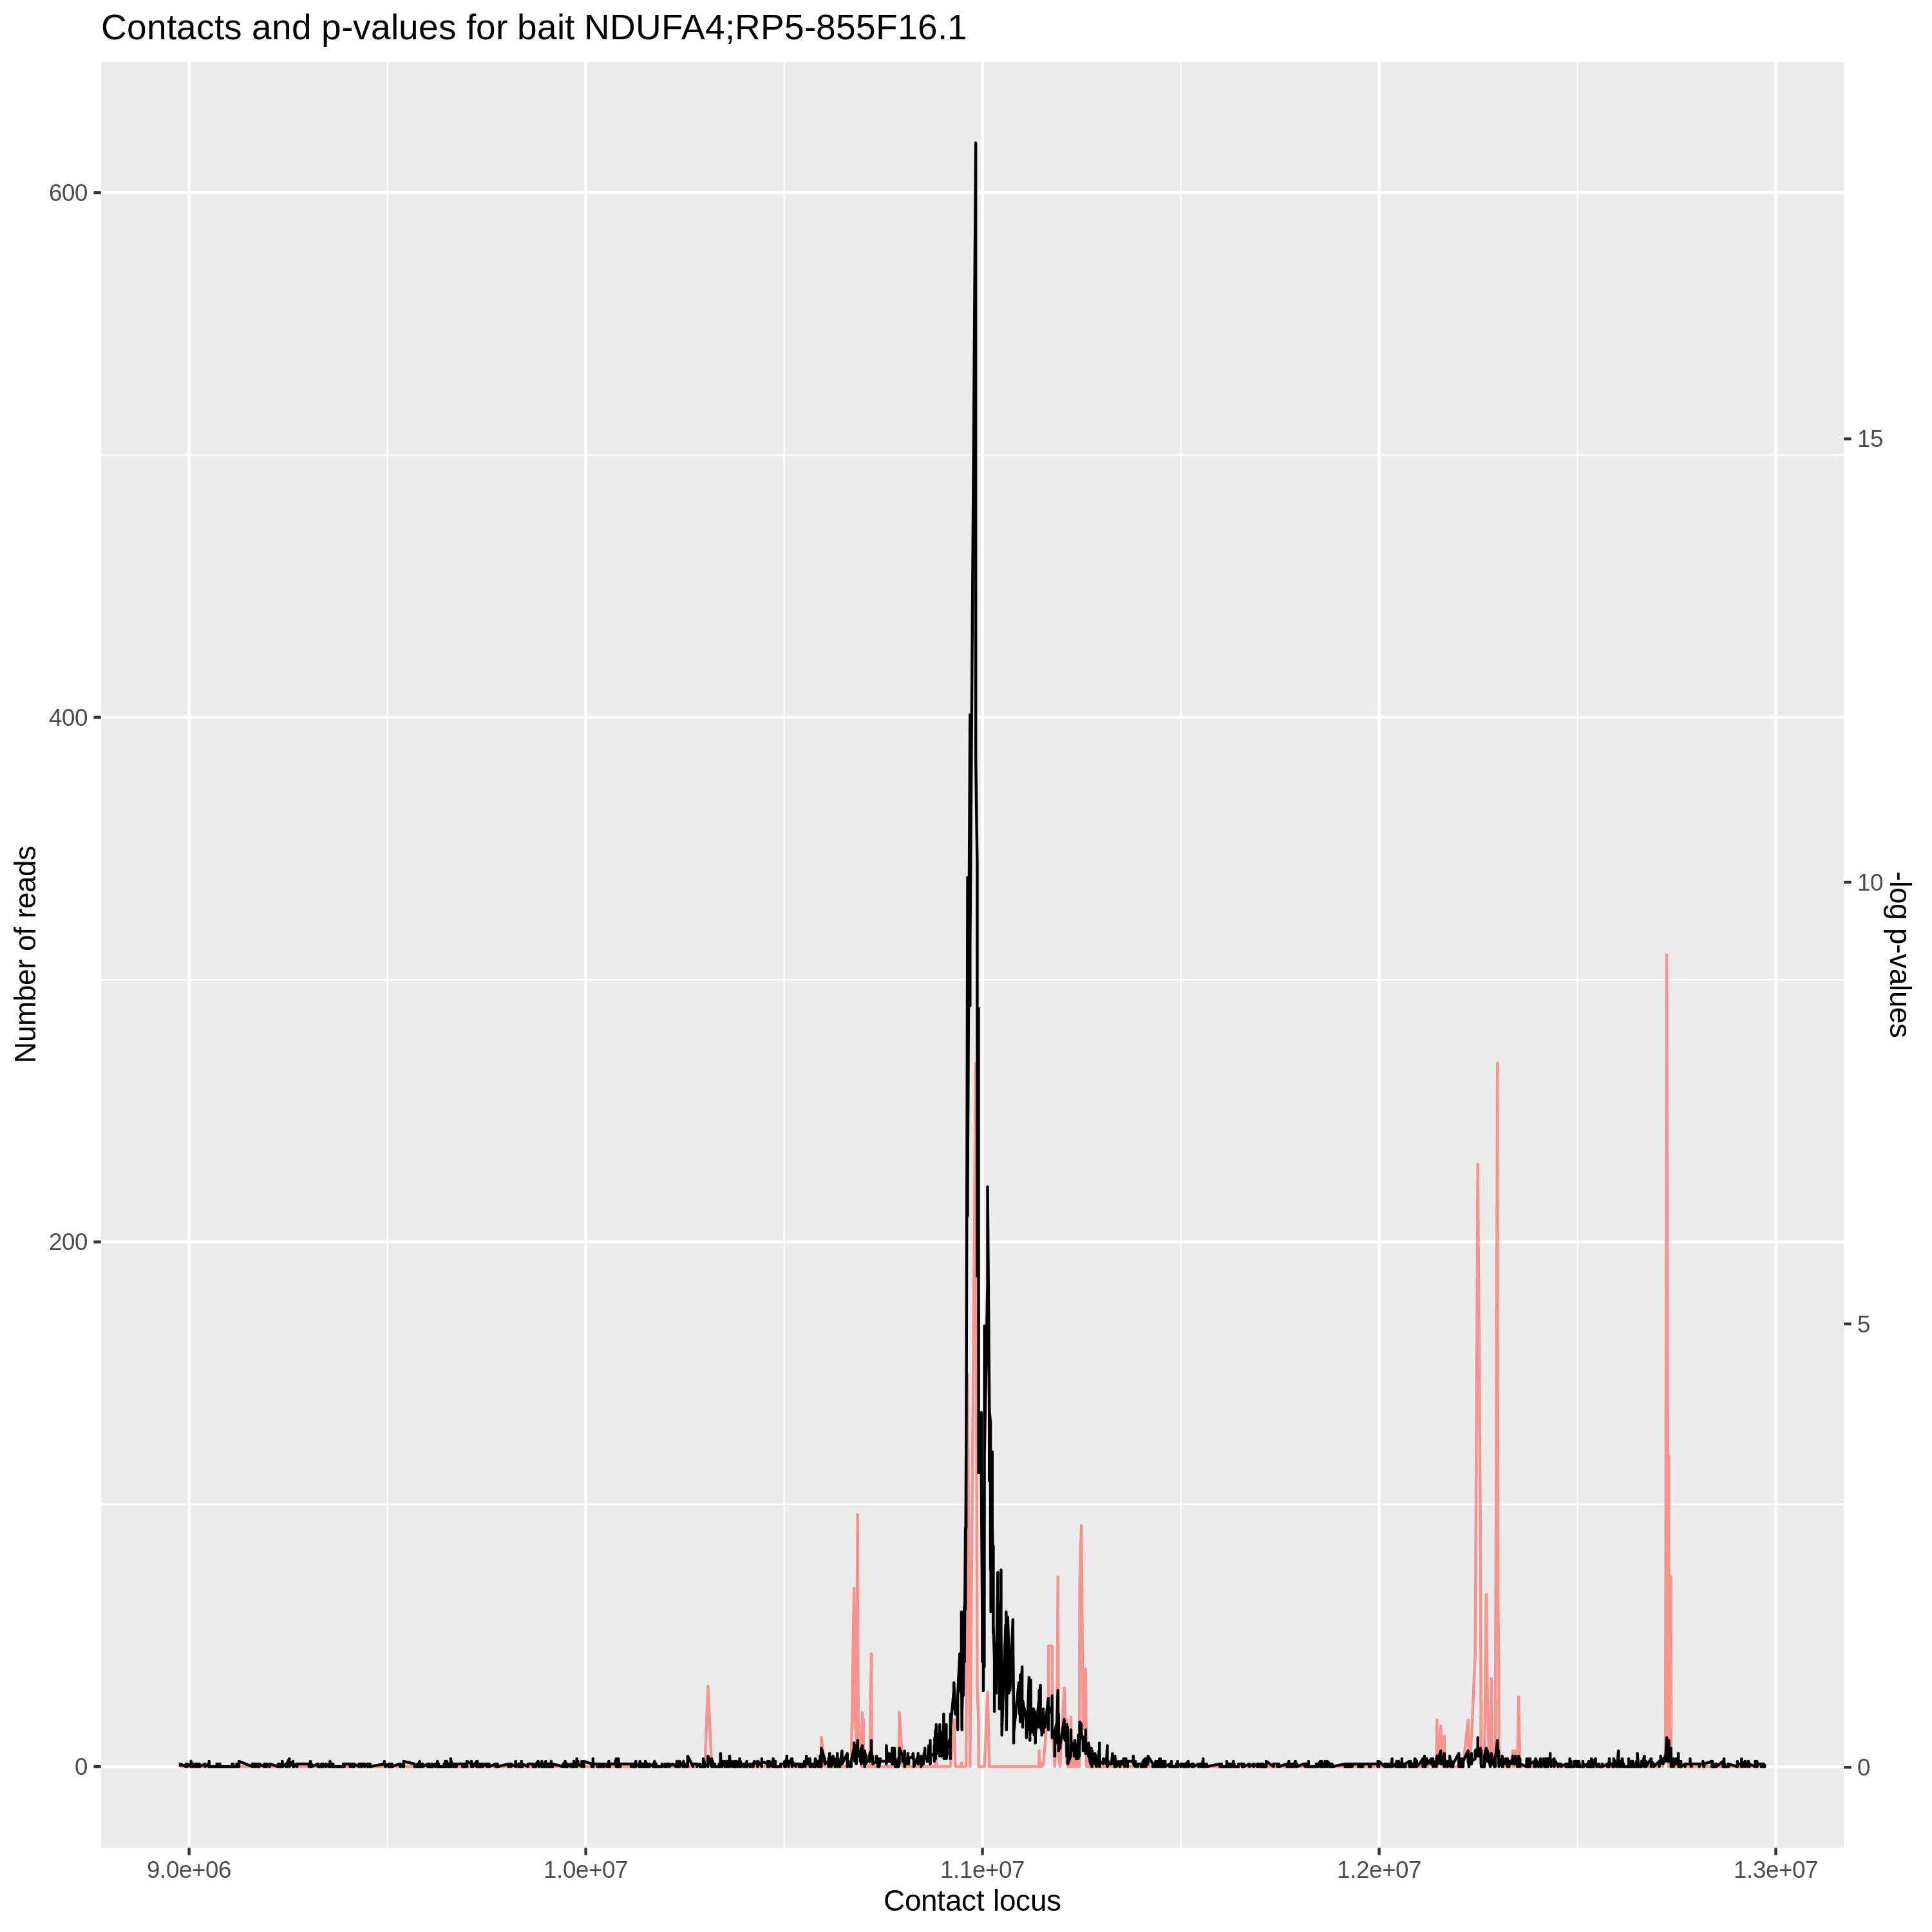 Contacts and p-values for bait NDUFA4;RP5-855F16.1
600
400
200
0
Number of reads
15
10
5
0
-log p-values
9.0e+06
1.0e+07
1.1e+07
1.2e+07
1.3e+07
Contact locus